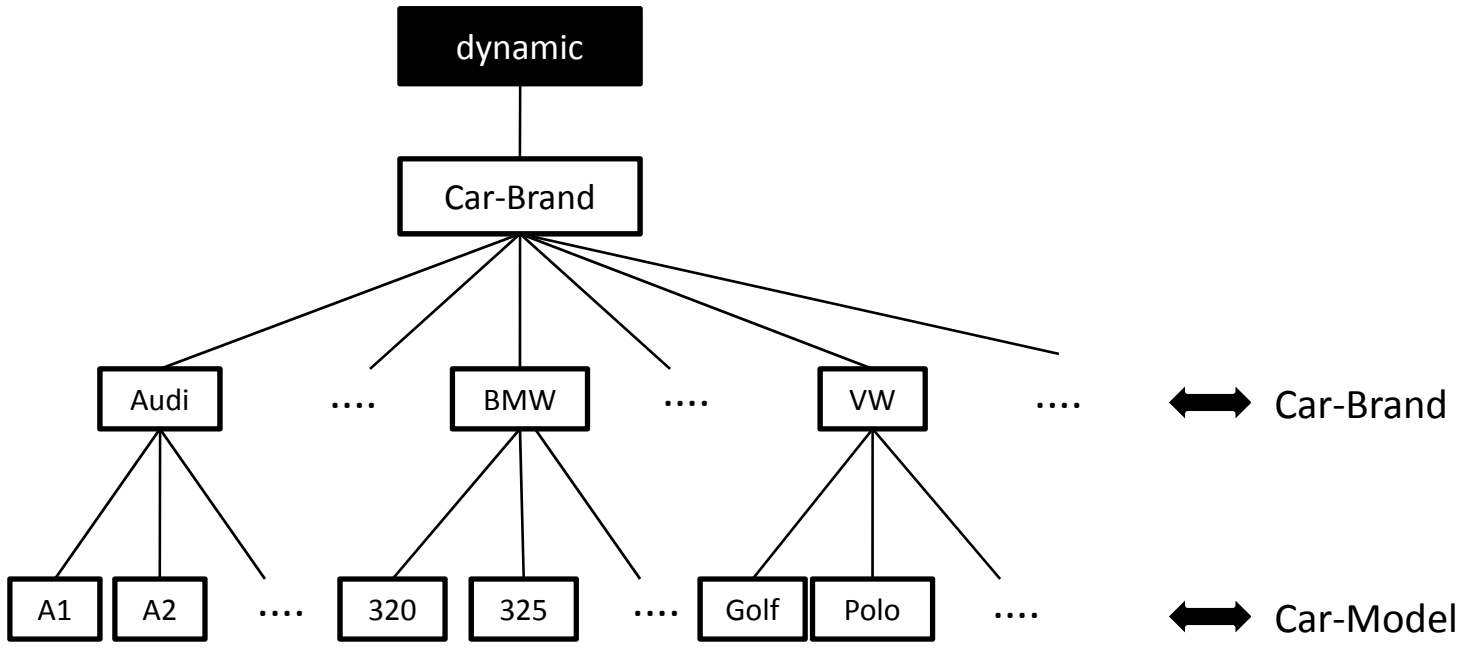 dynamic
Car-Brand
Audi
....
BMW
....
VW
....
Car-Brand
A1
A2
....
320
325
....
Golf
Polo
....
Car-Model